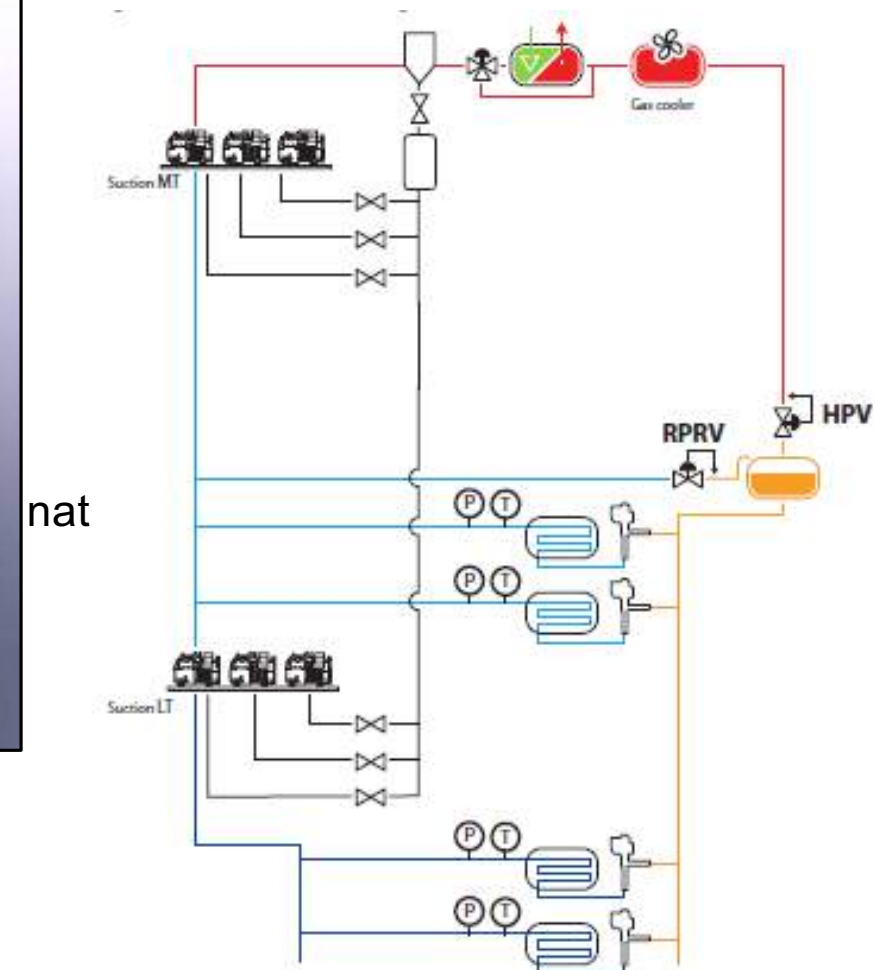 Gas cooler
Suction MT
HPV
RPRV
nat
P T
P T
Suction LT
P T
P T